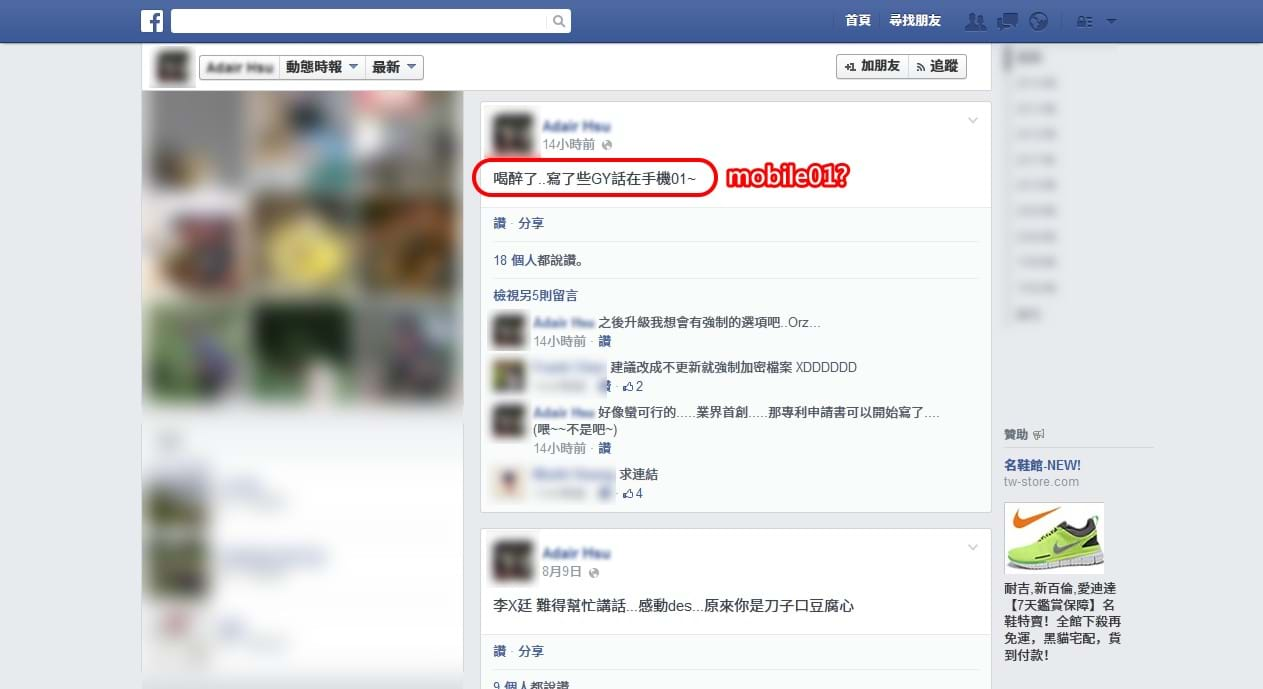 首頁 尋找朋友
Adair Hsu 動態時報 最新
+1 加朋友 追蹤
Adair Hsu
14小時前
喝醉了..寫了些GY話在手機01~
mobile01?
讚 · 分享
18 個人都說讚。
檢視另5則留言
Adair Hsu 之後升級我想會有強制的選項吧..Orz...
14小時前 · 讚
建議改成不更新就強制加密檔案 XDDDDDD
讚 · 2
Adair Hsu 好像蠻可行的.....業界首創.....那專利申請書可以開始寫了....
(喂~~不是吧~)
14小時前 · 讚
求連結
· 4
Adair Hsu
8月9日
李X廷 難得幫忙講話...感動des...原來你是刀子口豆腐心
讚 · 分享
9 個人都說讚
贊助
名鞋館-NEW!
tw-store.com
耐吉,新百倫,愛迪達
【7天鑑賞保障】名
鞋特賣！全館下殺再
免運，黑貓宅配，貨
到付款！